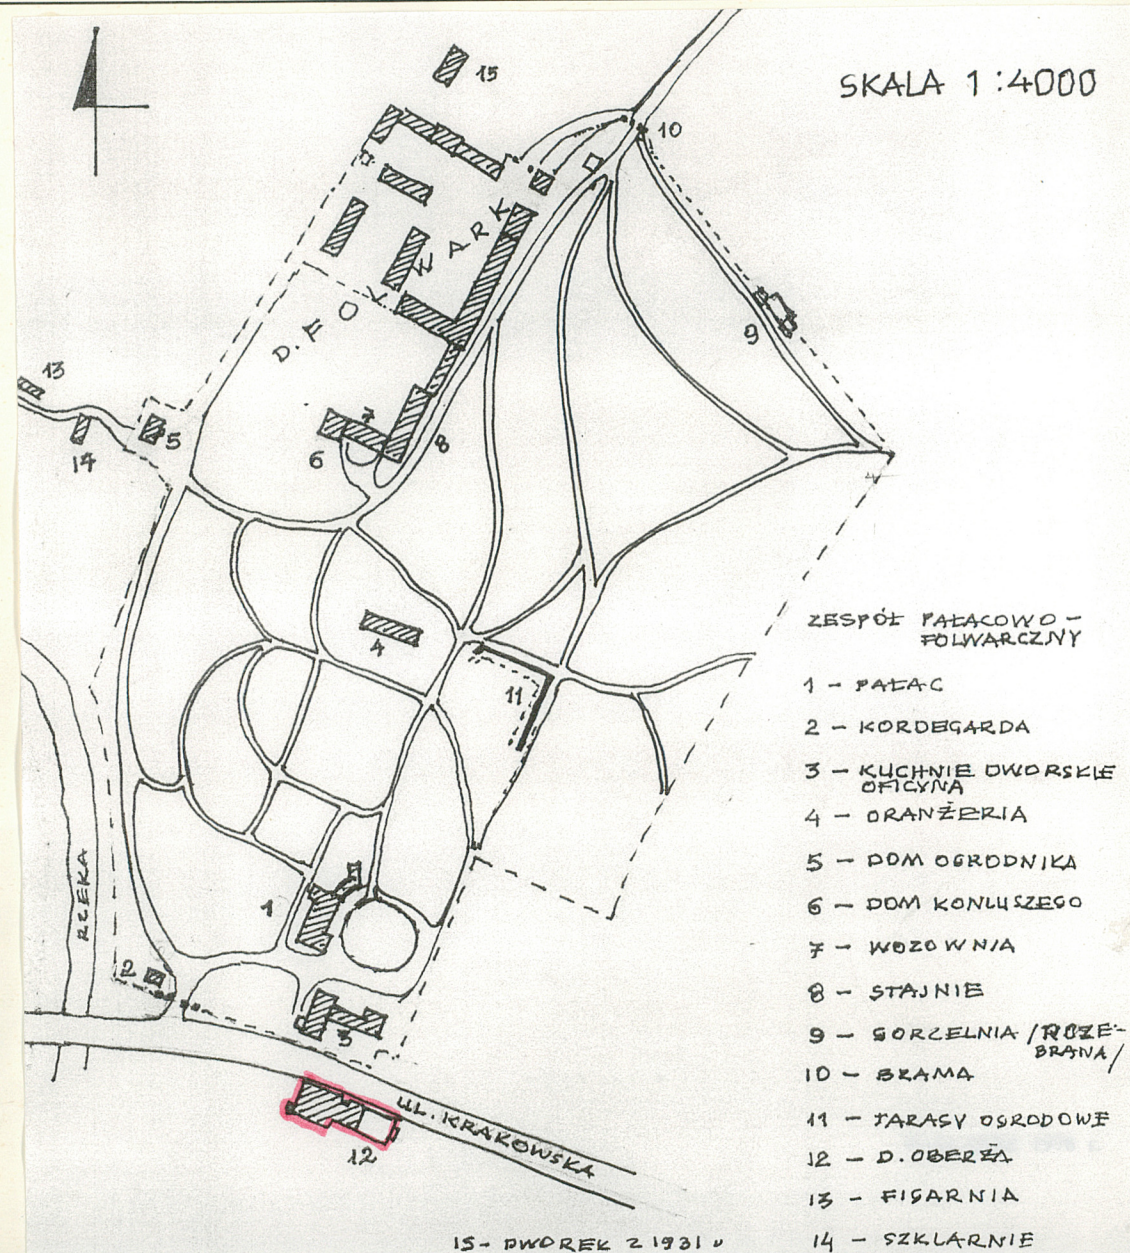 SKALA 1:4000
15
10
D. FOLWARK
9
13
14
5
7
6
8
4
11
RZEKA
1
2
3
UL. KRAKOWSKA
12
ZESPÓŁ PAŁACOWO -
FOLWARCZNY
1 - PAŁAC
2 - KORDEGARDA
3 - KUCHNIE DWORSKIE
OFICYNA
4 - ORANŻERIA
5 - DOM OGRODNIKA
6 - DOM KONIUSZEGO
7 - WOZOWNIA
8 - STAJNIE
9 - GORZELNIA /ROZE-
BRANA/
10 - BRAMA
11 - TARASY OGRODOWE
12 - D. OBERŻA
13 - FIGARNIA
14 - SZKLARNIE
15 - DWOREK Z 1931 r